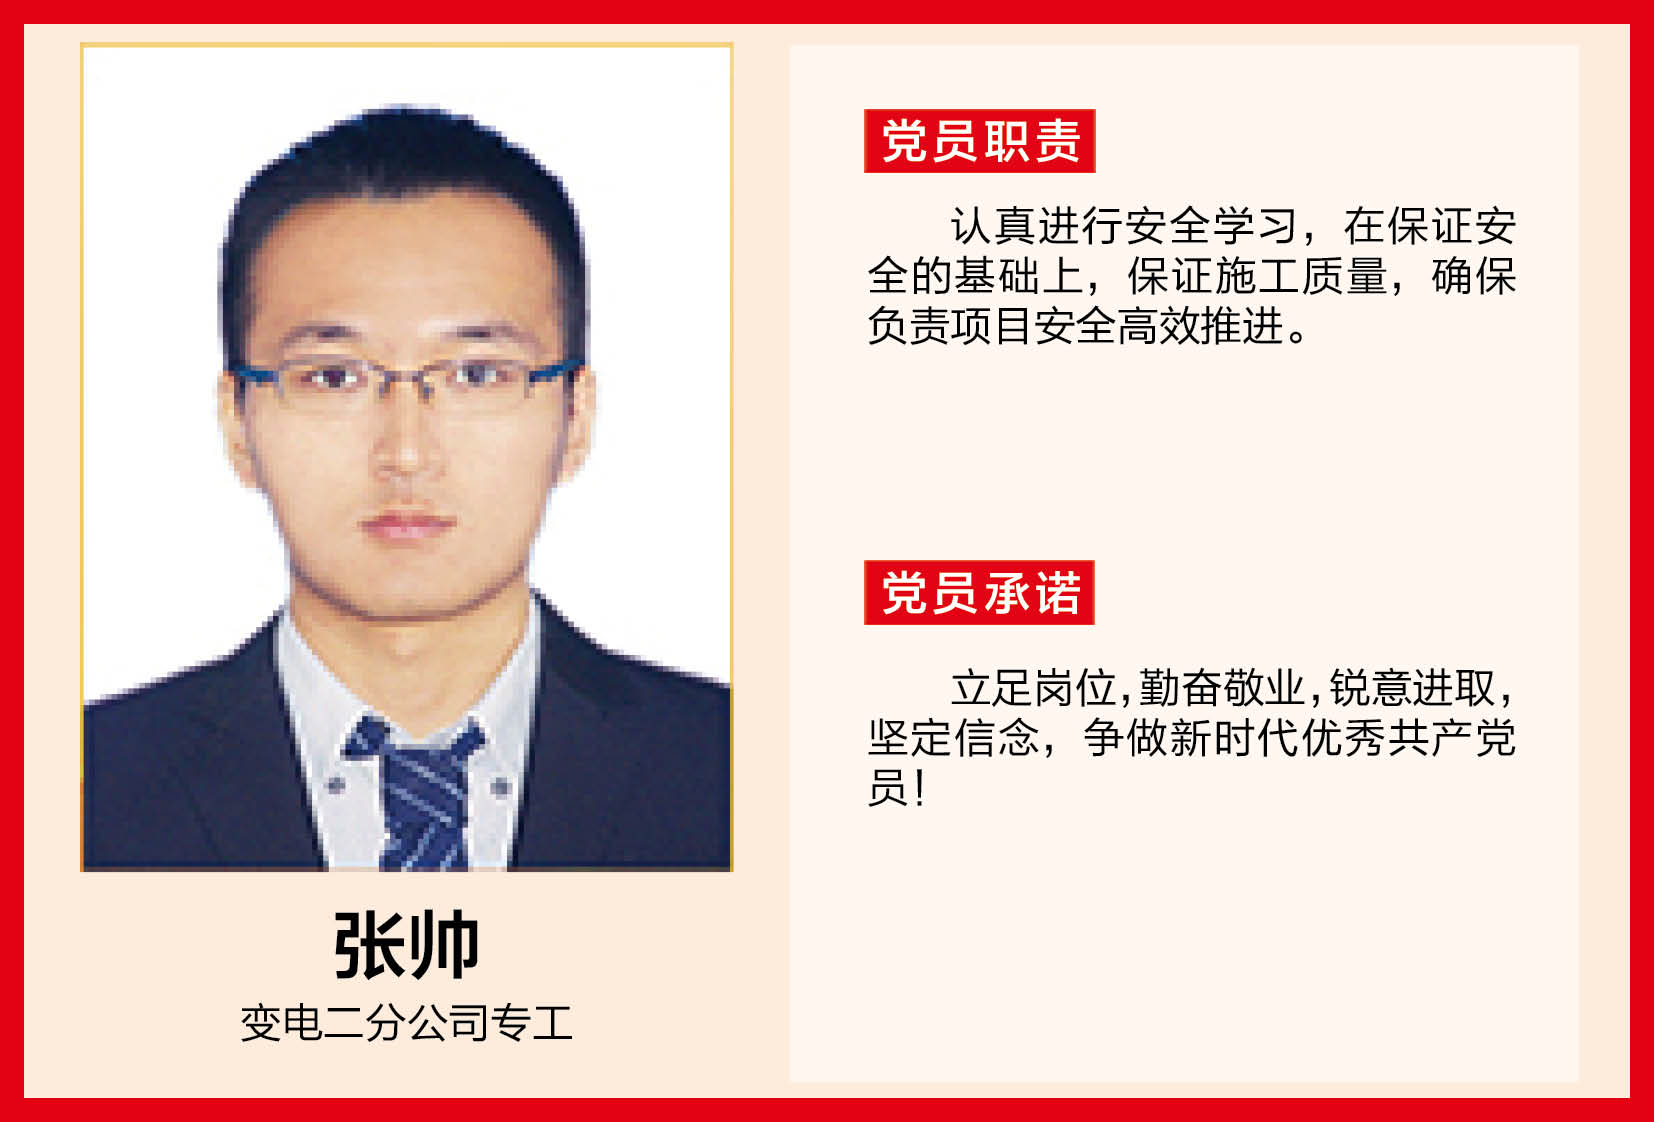 张帅
变电二分公司专工
党员职责
认真进行安全学习，在保证安
全的基础上，保证施工质量，确保
负责项目安全高效推进。
党员承诺
立足岗位，勤奋敬业，锐意进取，
坚定信念，争做新时代优秀共产党
员！